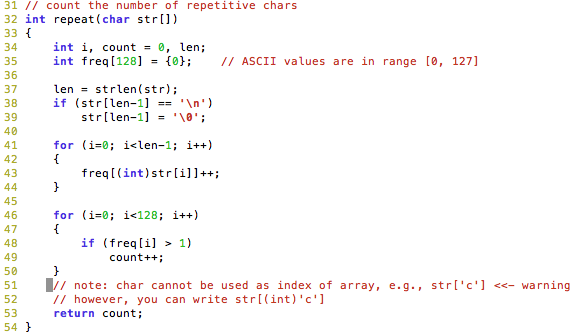 31 // count the number of repetitive chars
32 int repeat(char str[])
33 {
34     int i, count = 0, len;
35     int freq[128] = {0};    // ASCII values are in range [0, 127]
36
37     len = strlen(str);
38     if (str[len-1] == '\n')
39         str[len-1] = '\0';
40
41     for (i=0; i<len-1; i++)
42     {
43         freq[(int)str[i]]++;
44     }
45
46     for (i=0; i<128; i++)
47     {
48         if (freq[i] > 1)
49             count++;
50     }
51     // note: char cannot be used as index of array, e.g., str['c'] <<- warning
52     // however, you can write str[(int)'c']
53     return count;
54 }